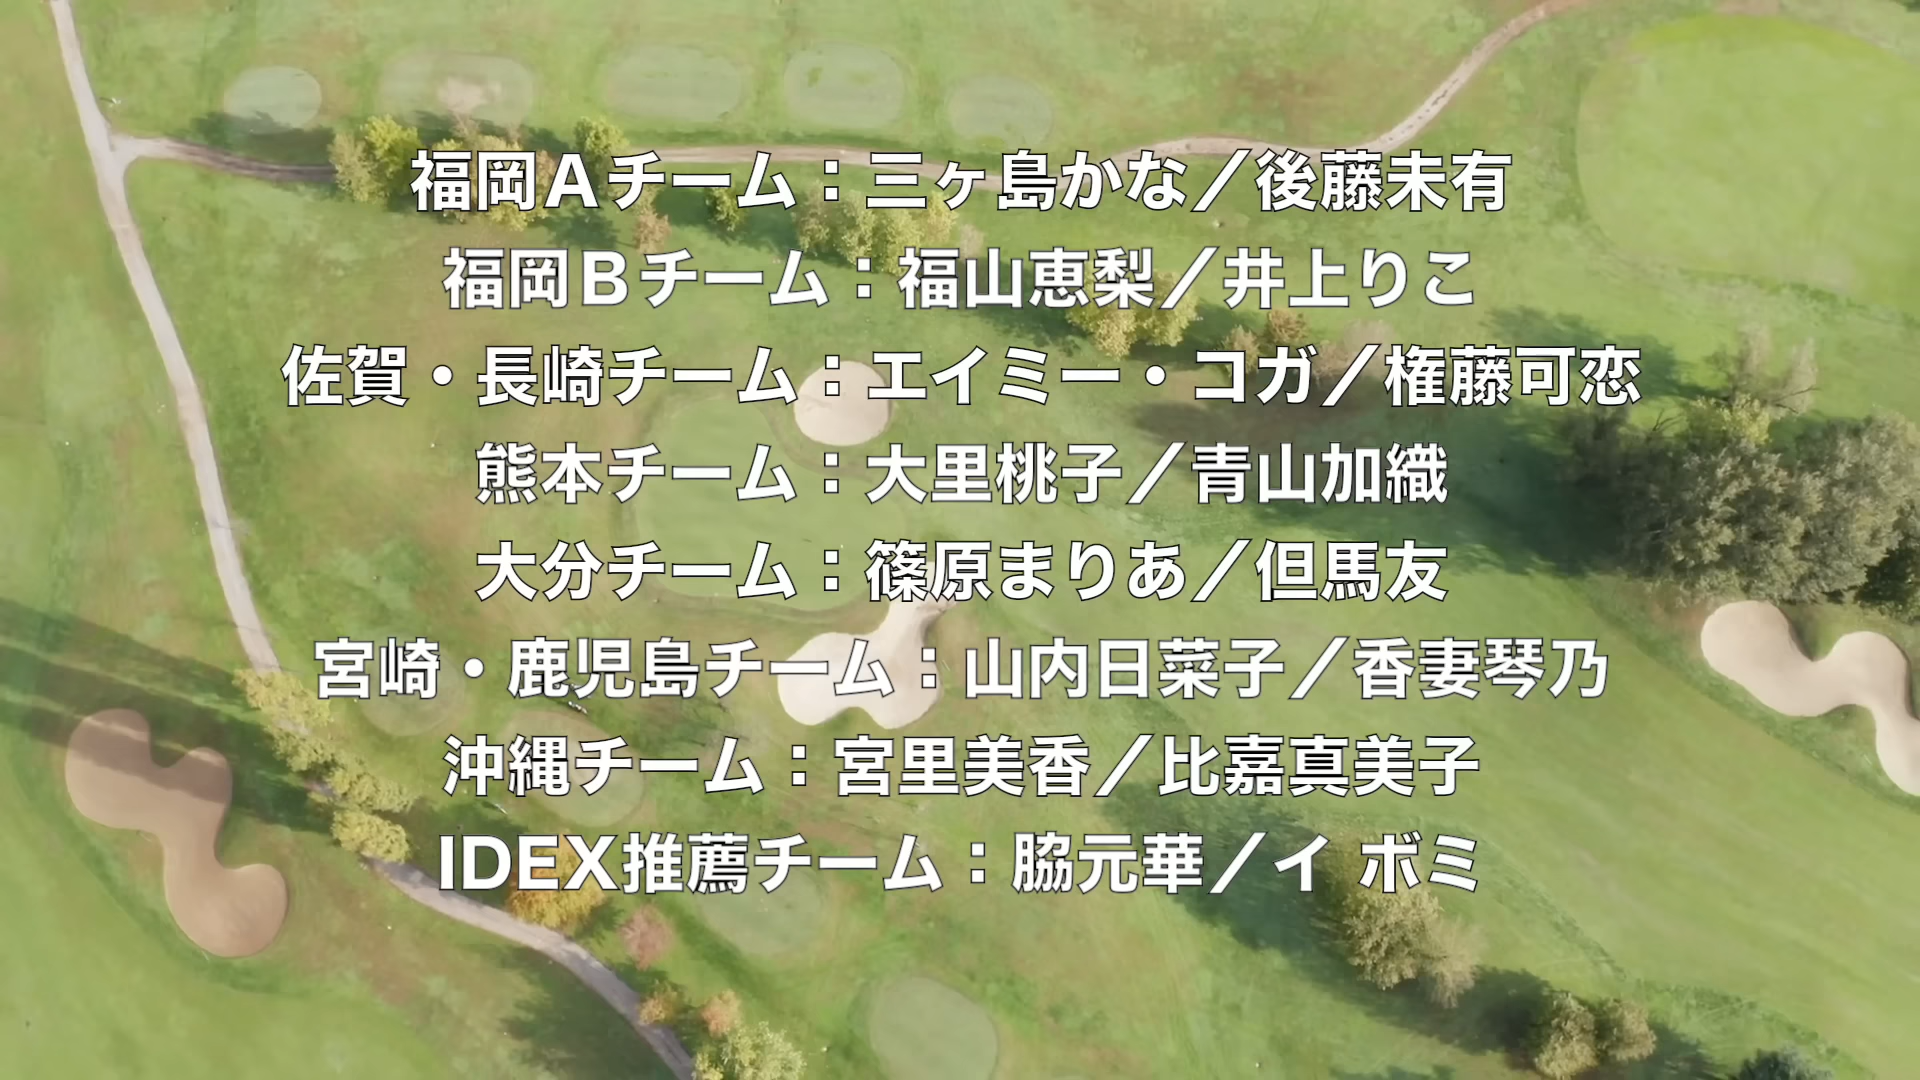 福岡Aチーム：三ヶ島かな／後藤未有
福岡Bチーム：福山恵梨／井上りこ
佐賀・長崎チーム：エイミー・コガ／権藤可恋
熊本チーム：大里桃子／青山加織
大分チーム：篠原まりあ／但馬友
宮崎・鹿児島チーム：山内日菜子／香妻琴乃
沖縄チーム：宮里美香／比嘉真美子
IDEX推薦チーム：脇元華／イ ボミ